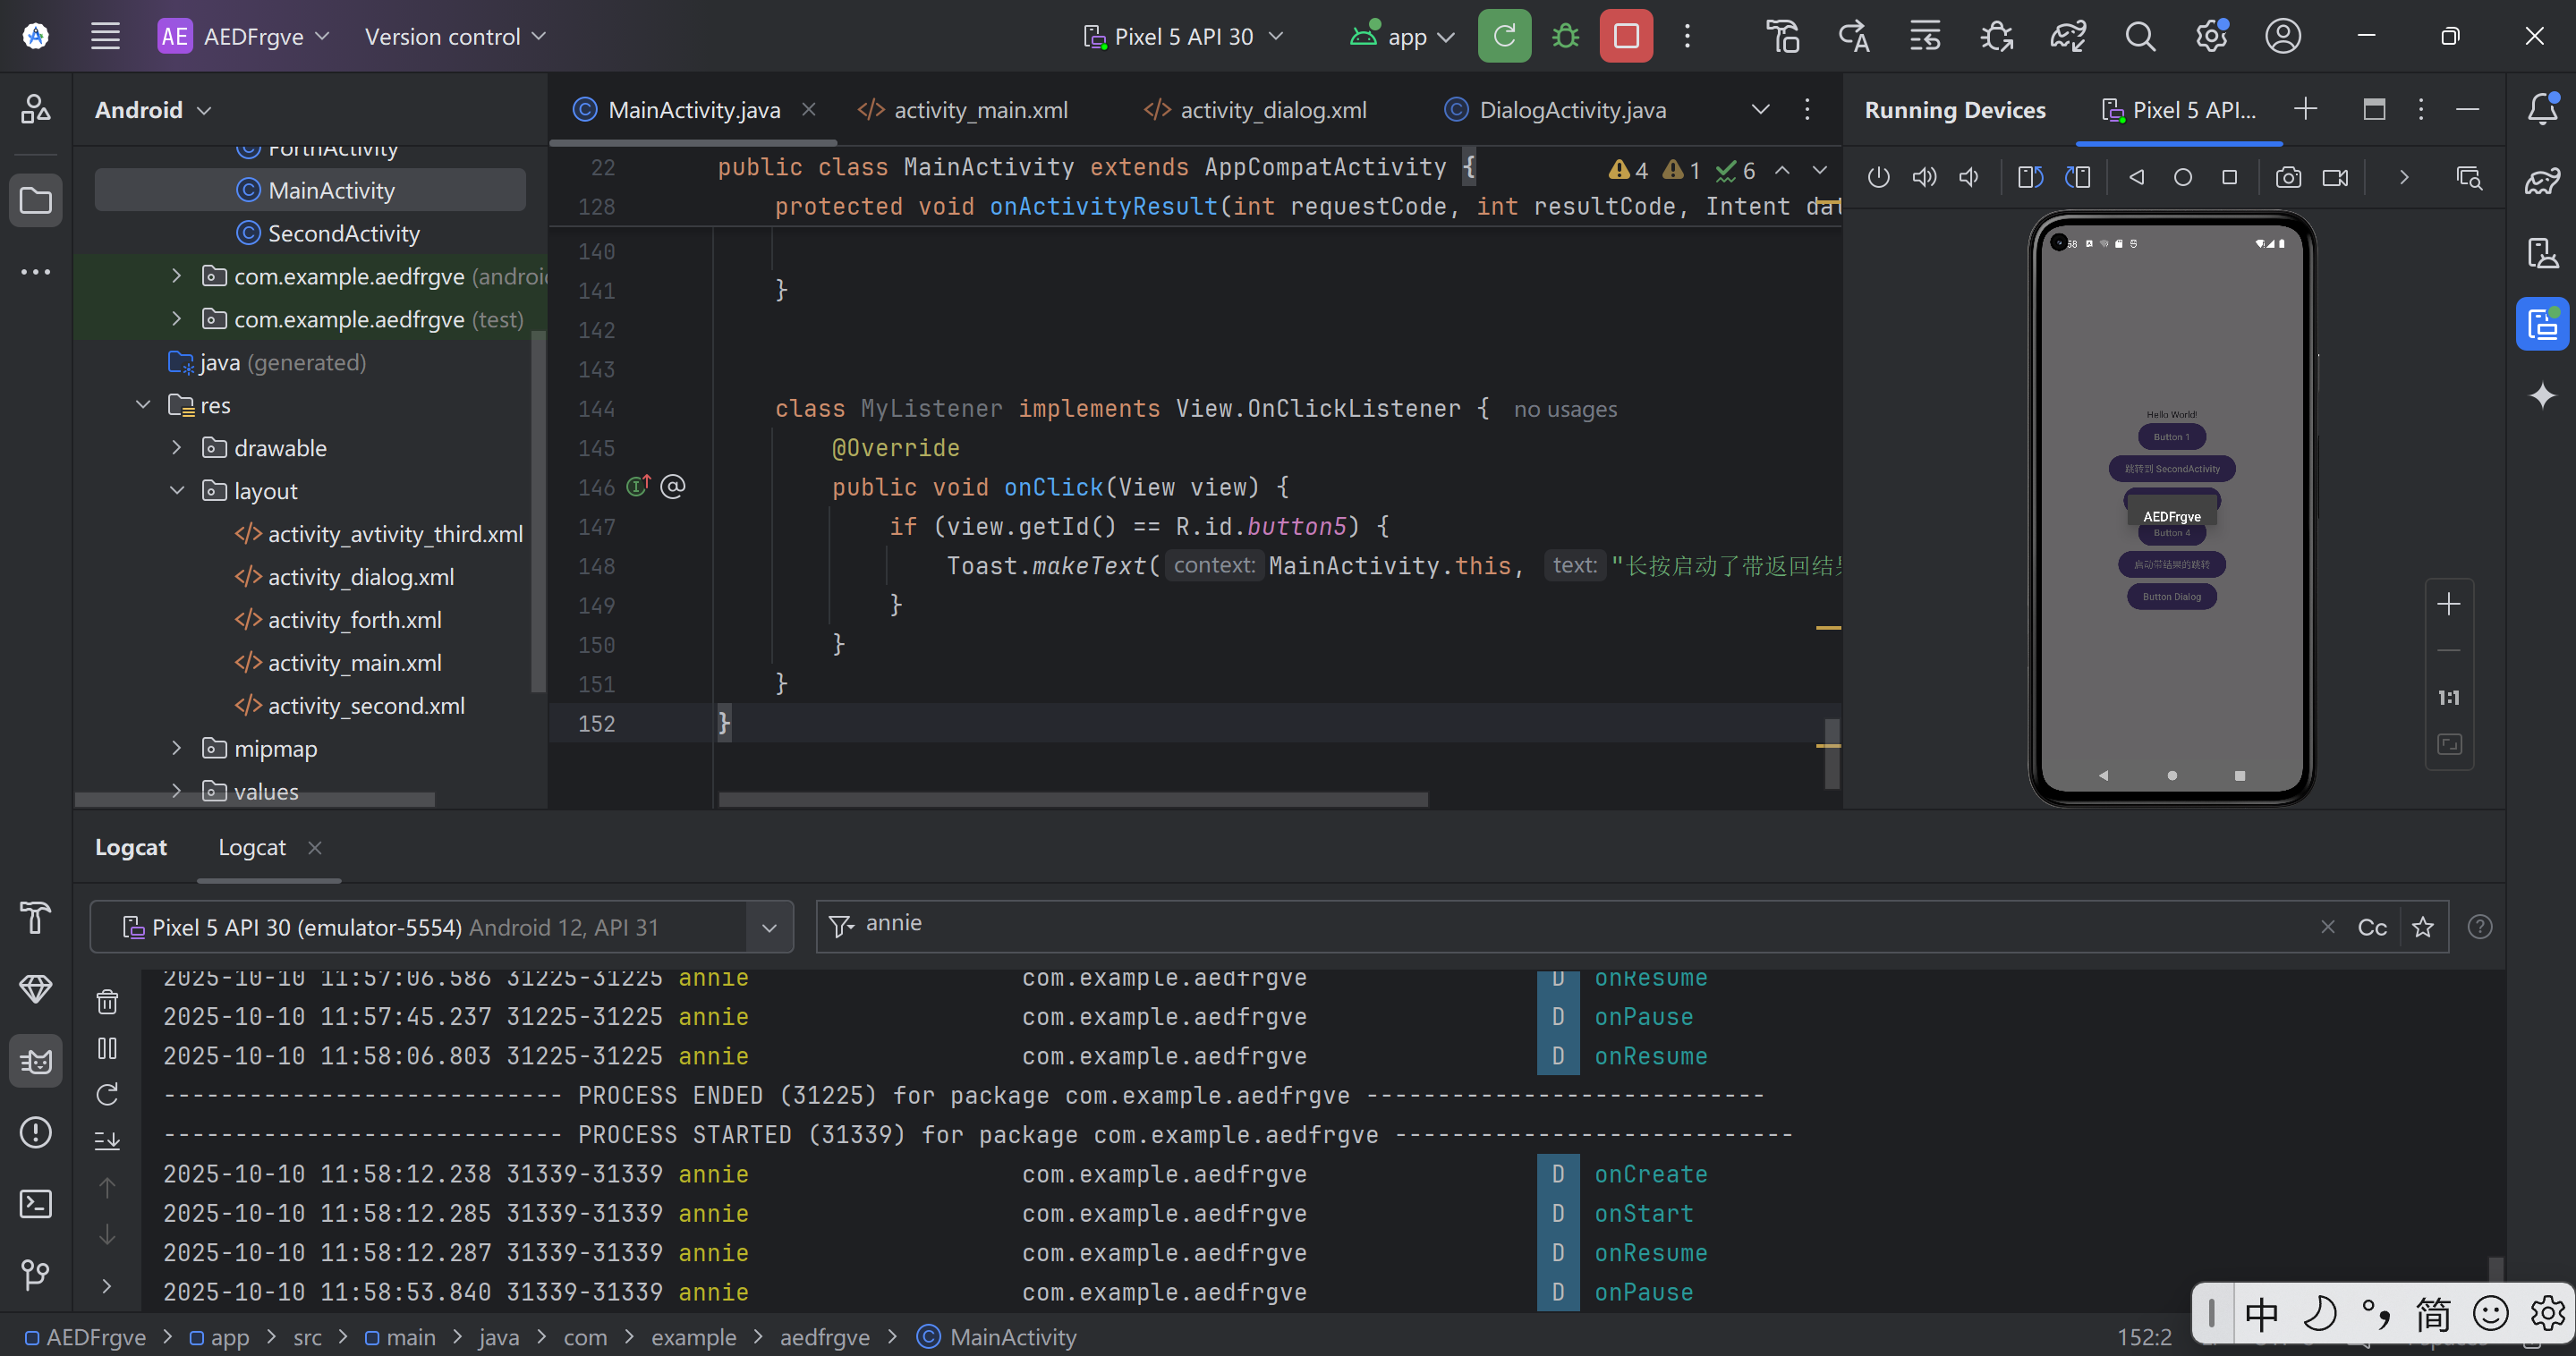 AE AEDFrgve Version control Pixel 5 API 30 app
Android
MainActivity.java activity_main.xml activity_dialog.xml DialogActivity.java
Running Devices Pixel 5 API...
ForthActivity
MainActivity
SecondActivity
com.example.aedfrgve (androi
com.example.aedfrgve (test)
java (generated)
res
drawable
layout
activity_avtivity_third.xml
activity_dialog.xml
activity_forth.xml
activity_main.xml
activity_second.xml
mipmap
values
22 public class MainActivity extends AppCompatActivity { 4 1 6
128 protected void onActivityResult(int requestCode, int resultCode, Intent dat
140
141 }
142
143
144 class MyListener implements View.OnClickListener { no usages
145 @Override
146 public void onClick(View view) {
147 if (view.getId() == R.id.button5) {
148 Toast.makeText( context: MainActivity.this, text: "长按启动了带返回结果
149 }
150 }
151 }
152 }
Hello World!
Button 1
跳转到 SecondActivity
AEDFrgve
Button 4
启动带结果的跳转
Button Dialog
1:1
Logcat Logcat
Pixel 5 API 30 (emulator-5554) Android 12, API 31
annie Cc
2025-10-10 11:57:06.586 31225-31225 annie com.example.aedfrgve D onResume
2025-10-10 11:57:45.237 31225-31225 annie com.example.aedfrgve D onPause
2025-10-10 11:58:06.803 31225-31225 annie com.example.aedfrgve D onResume
---------------------------- PROCESS ENDED (31225) for package com.example.aedfrgve ----------------------------
---------------------------- PROCESS STARTED (31339) for package com.example.aedfrgve ----------------------------
2025-10-10 11:58:12.238 31339-31339 annie com.example.aedfrgve D onCreate
2025-10-10 11:58:12.285 31339-31339 annie com.example.aedfrgve D onStart
2025-10-10 11:58:12.287 31339-31339 annie com.example.aedfrgve D onResume
2025-10-10 11:58:53.840 31339-31339 annie com.example.aedfrgve D onPause
AEDFrgve > app > src > main > java > com > example > aedfrgve > MainActivity
152:2
中 °, 简